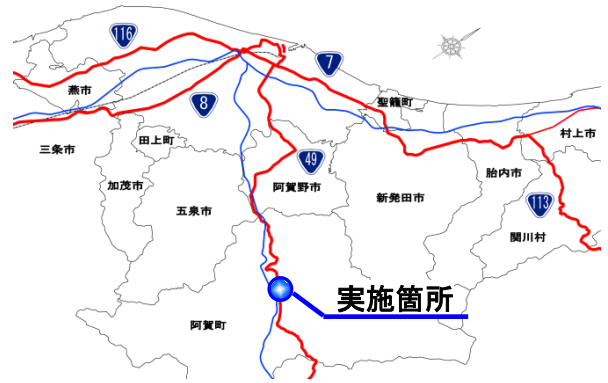 116
7
燕市
聖籠町
8
三条市
田上町
49
村上市
加茂市
阿賀野市
胎内市
五泉市
新発田市
113
関川村
実施箇所
阿賀町